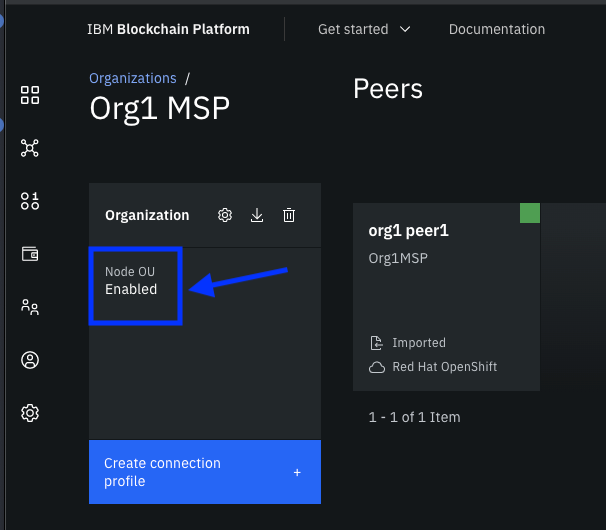 IBM Blockchain Platform
Get started
Documentation
Organizations /
Org1 MSP
Peers
Organization
Node OU
Enabled
Create connection
profile
+
org1 peer1
Org1MSP
Imported
Red Hat OpenShift
1 - 1 of 1 Item